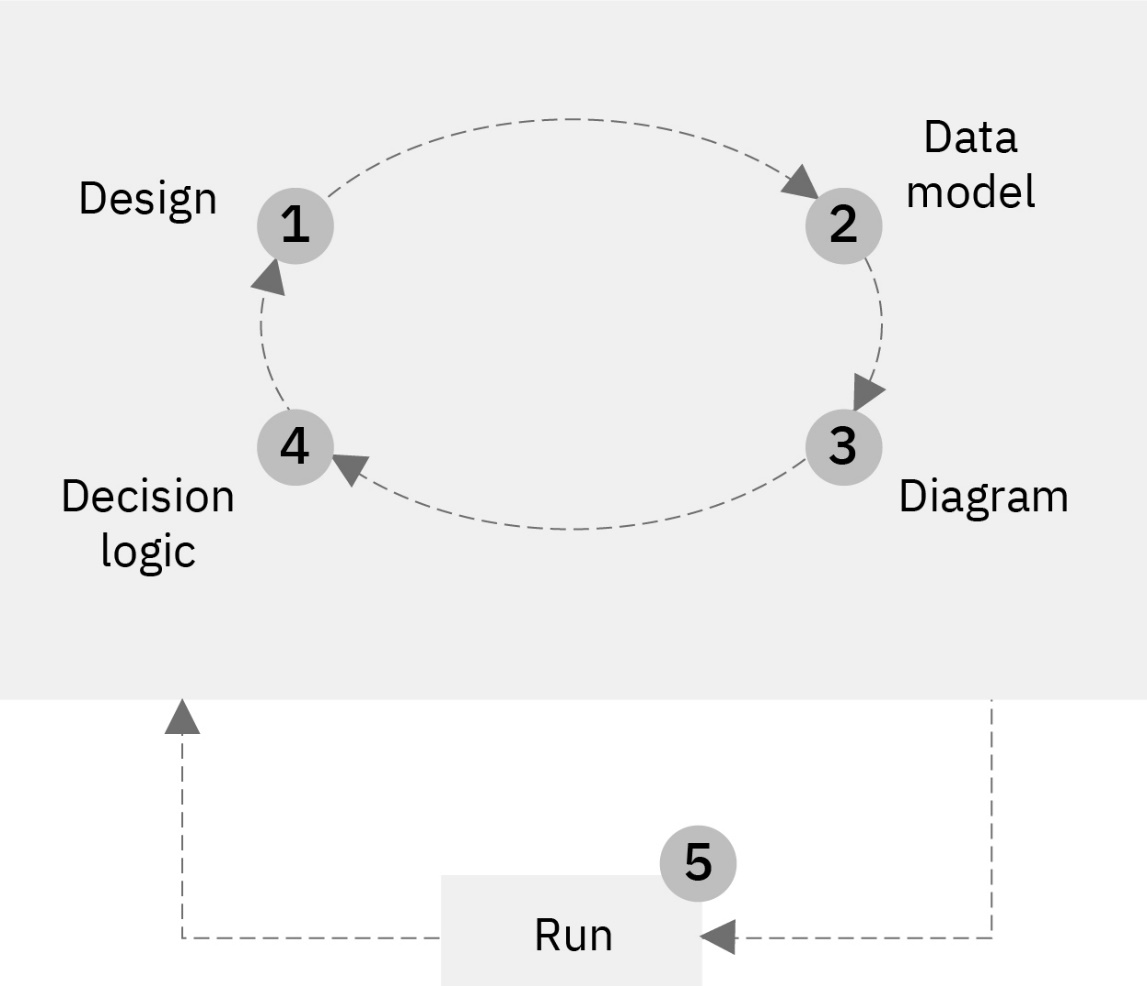 Design
1
2
Data
model
4
3
Decision
logic
Diagram
5
Run